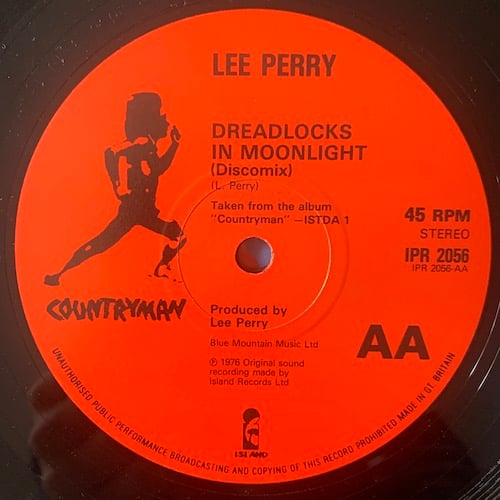 LEE PERRY
DREADLOCKS
IN MOONLIGHT
(Discomix)
(L. Perry)
Taken from the album
"Countryman" –ISTDA 1
45 RPM
STEREO
IPR 2056
IPR 2056-AA
COUNTRYMAN
Produced by
Lee Perry
Blue Mountain Music Ltd
AA
℗ 1976 Original sound
recording made by
Island Records Ltd
ISLAND
UNAUTHORISED PUBLIC PERFORMANCE BROADCASTING AND COPYING OF THIS RECORD PROHIBITED MADE IN GT. BRITAIN